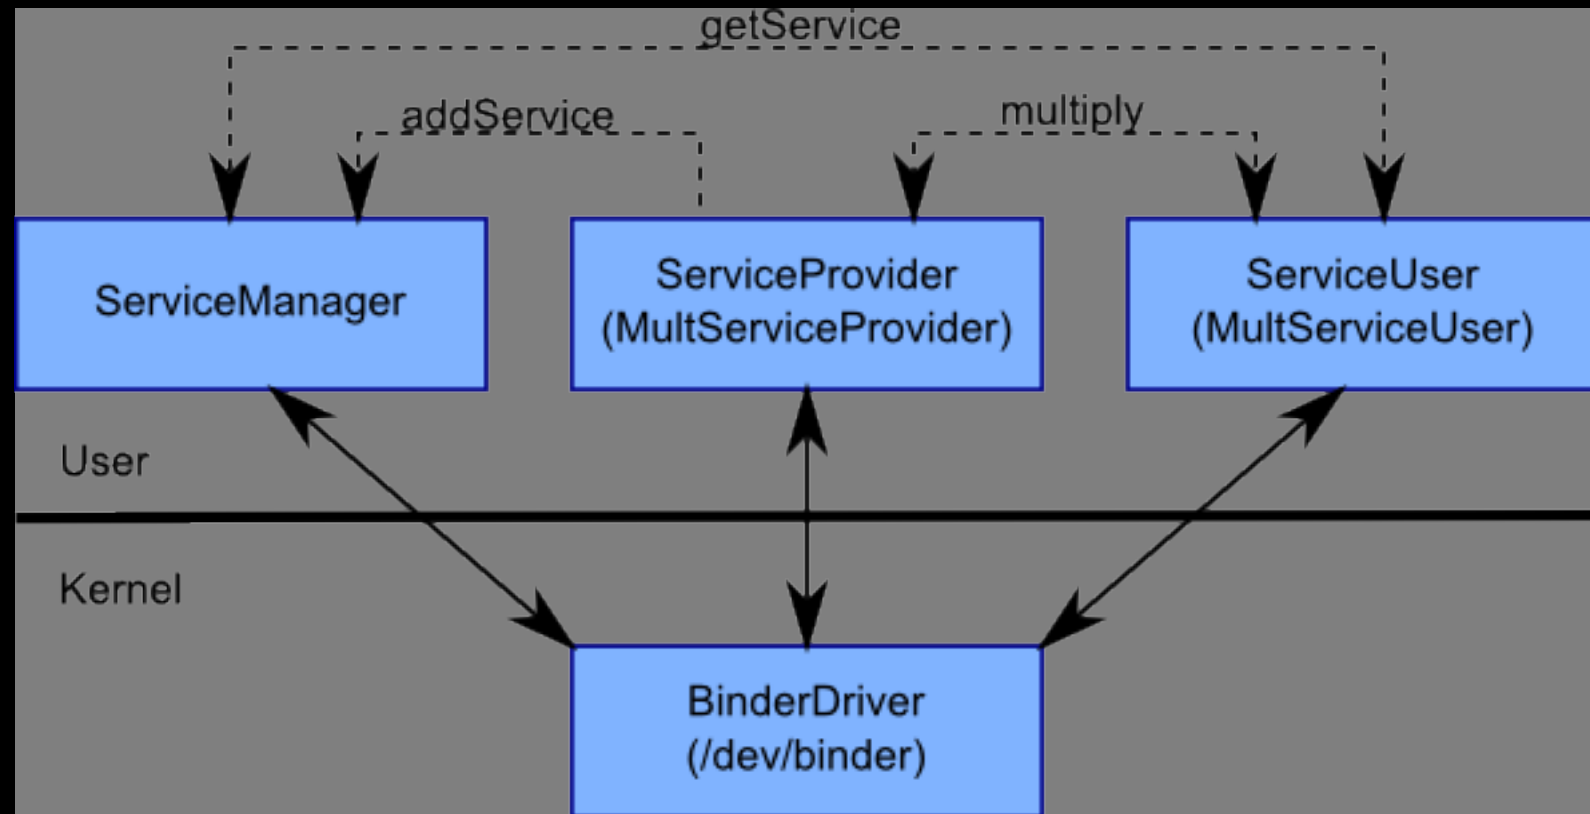 getService
addService
multiply
ServiceManager
ServiceProvider
(MultServiceProvider)
ServiceUser
(MultServiceUser)
User
Kernel
BinderDriver
(/dev/binder)